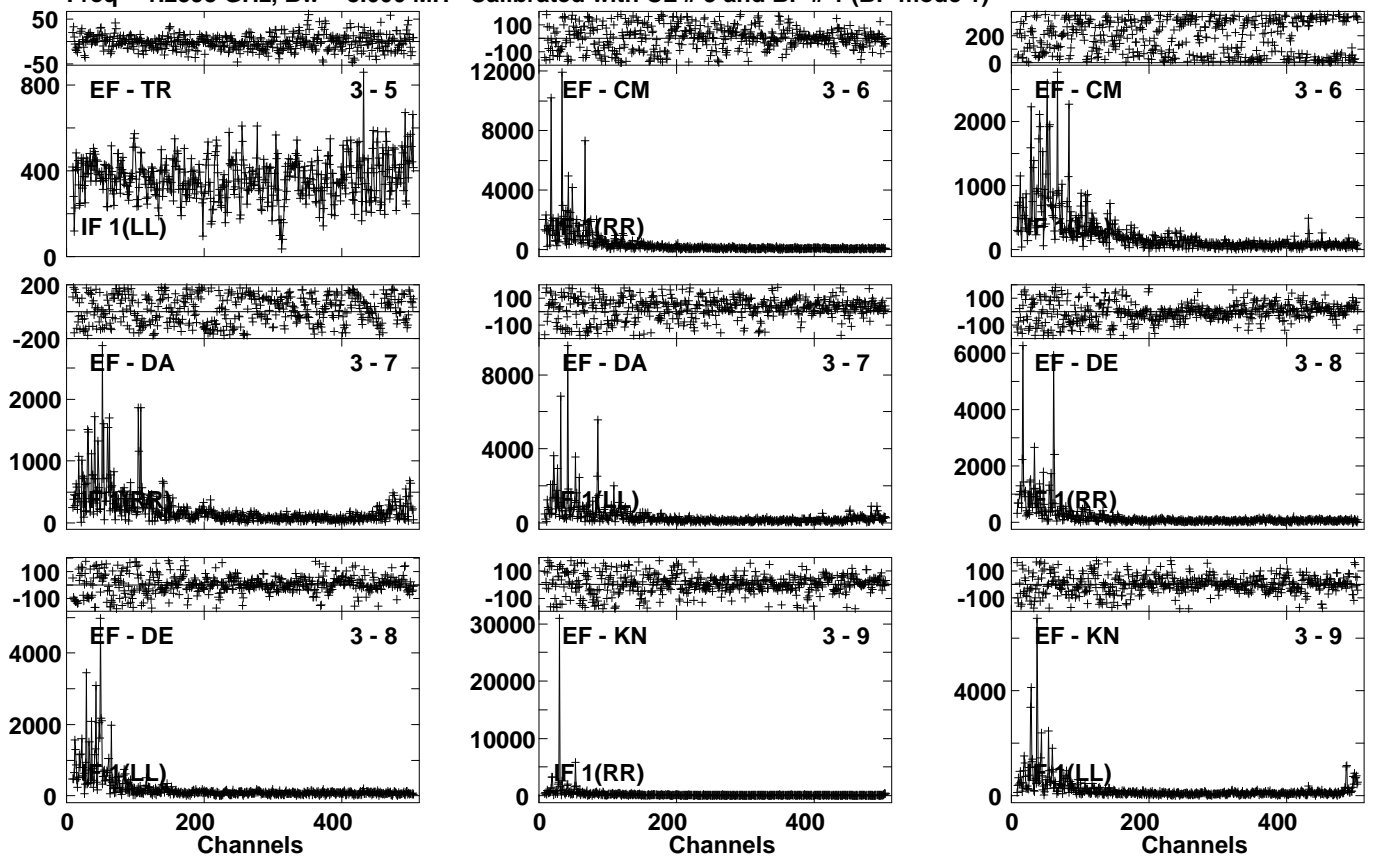 Calibrated with CL # 3 and BP # 1 (BP mode 1)
50
-50
100
-100
200
0
800
400
0
EF - TR 3 - 5
IF 1(LL)
12000
8000
4000
0
EF - CM 3 - 6
IF 1(RR)
2000
1000
0
EF - CM 3 - 6
IF 1(LL)
200
-200
100
-100
100
-100
2000
1000
0
EF - DA 3 - 7
IF 1(RR)
8000
4000
0
EF - DA 3 - 7
IF 1(LL)
6000
4000
2000
0
EF - DE 3 - 8
IF 1(RR)
100
-100
100
-100
100
-100
4000
2000
0
EF - DE 3 - 8
IF 1(LL)
30000
20000
10000
0
EF - KN 3 - 9
IF 1(RR)
4000
0
EF - KN 3 - 9
IF 1(LL)
0 200 400
Channels
0 200 400
Channels
0 200 400
Channels